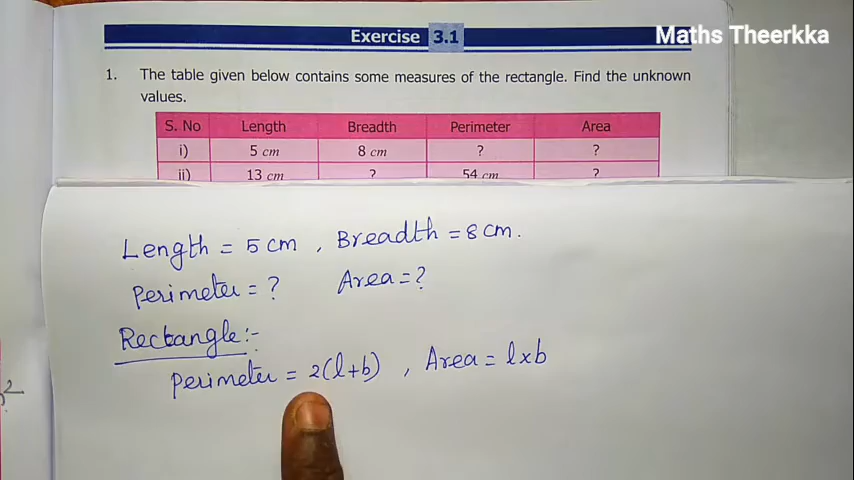 Exercise 3.1
Maths Theerkka
1. The table given below contains some measures of the rectangle. Find the unknown
values.
S. No Length Breadth Perimeter Area
i) 5 cm 8 cm ? ?
ii) 13 cm ? 54 cm ?
Length = 5 cm , Breadth = 8 cm.
Perimeter = ? Area = ?
Rectangle:-
Perimeter = 2(l+b) , Area = l×b